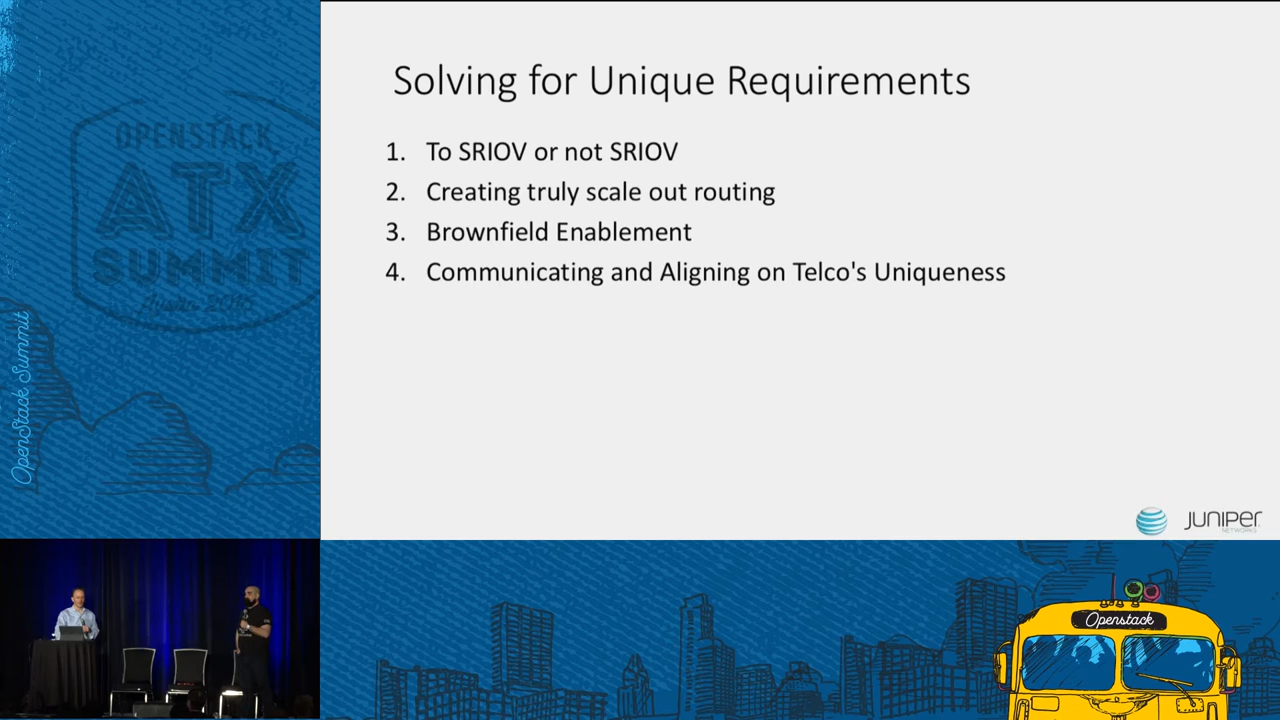 Solving for Unique Requirements
1. To SRIOV or not SRIOV
2. Creating truly scale out routing
3. Brownfield Enablement
4. Communicating and Aligning on Telco's Uniqueness
JUNIPER
NETWORKS
OPENSTACK
ATX
SUMMIT
OpenStack Summit
Openstack